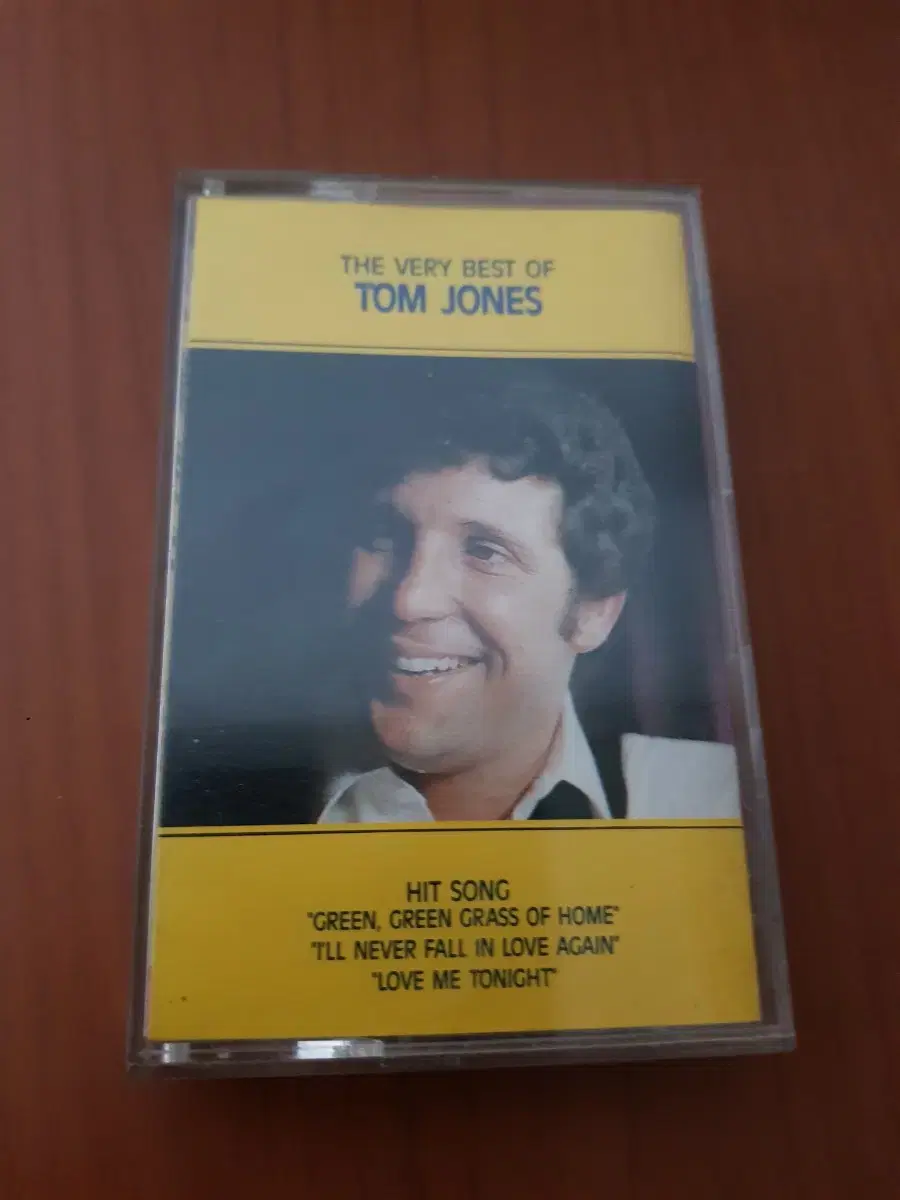 THE VERY BEST OF
TOM JONES
HIT SONG
"GREEN, GREEN GRASS OF HOME"
"I'LL NEVER FALL IN LOVE AGAIN"
"LOVE ME TONIGHT"